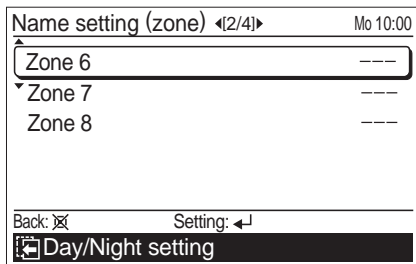 Name setting (zone) ◂[2/4]▸ Mo 10:00
Zone 6 ---
Zone 7 ---
Zone 8 ---
Back: Setting: ↵
Day/Night setting